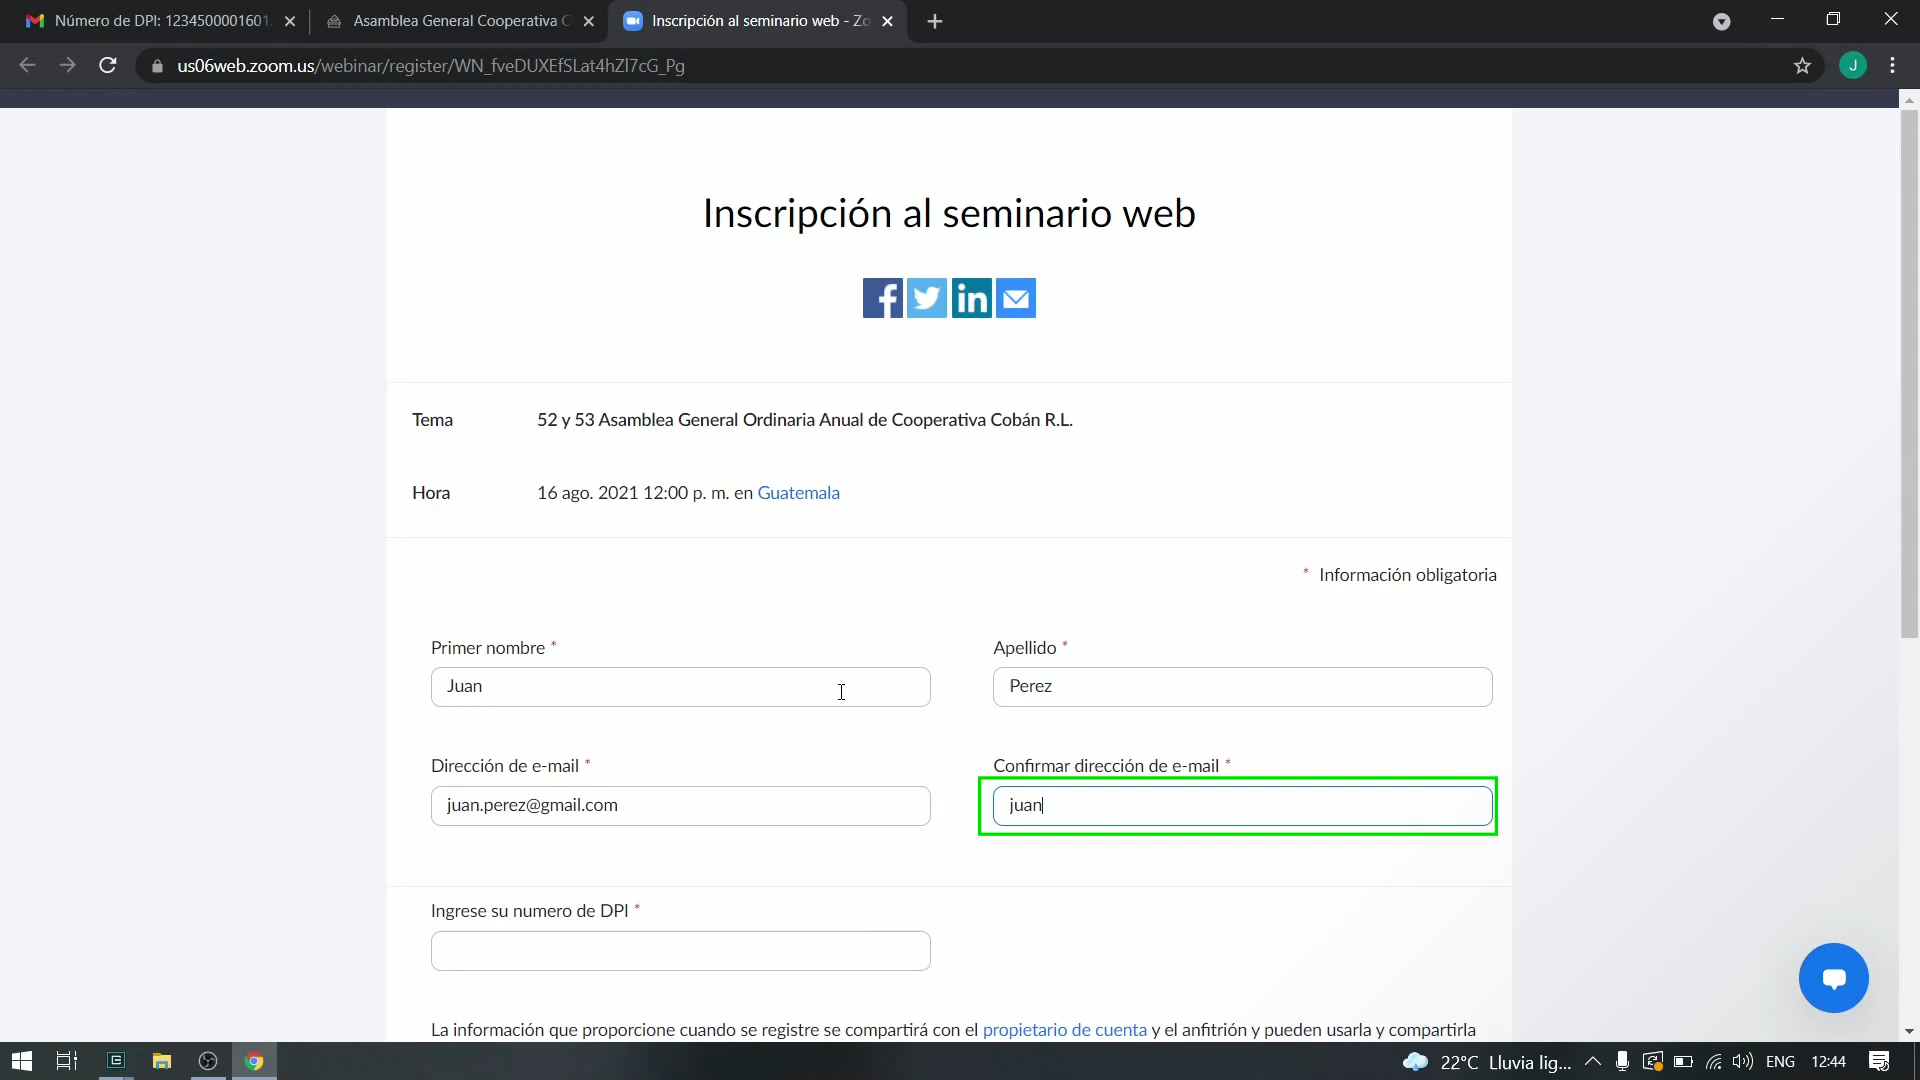 Número de DPI: 1234500001601
Asamblea General Cooperativa C
Inscripción al seminario web - Zo
us06web.zoom.us/webinar/register/WN_fveDUXEfSLat4hZl7cG_Pg
J
Inscripción al seminario web
Tema
52 y 53 Asamblea General Ordinaria Anual de Cooperativa Cobán R.L.
Hora
16 ago. 2021 12:00 p. m. en Guatemala
* Información obligatoria
Primer nombre *
Apellido *
Juan
Perez
Dirección de e-mail *
Confirmar dirección de e-mail *
juan.perez@gmail.com
juan
Ingrese su numero de DPI *
La información que proporcione cuando se registre se compartirá con el propietario de cuenta y el anfitrión y pueden usarla y compartirla
22°C Lluvia lig... ENG 12:44